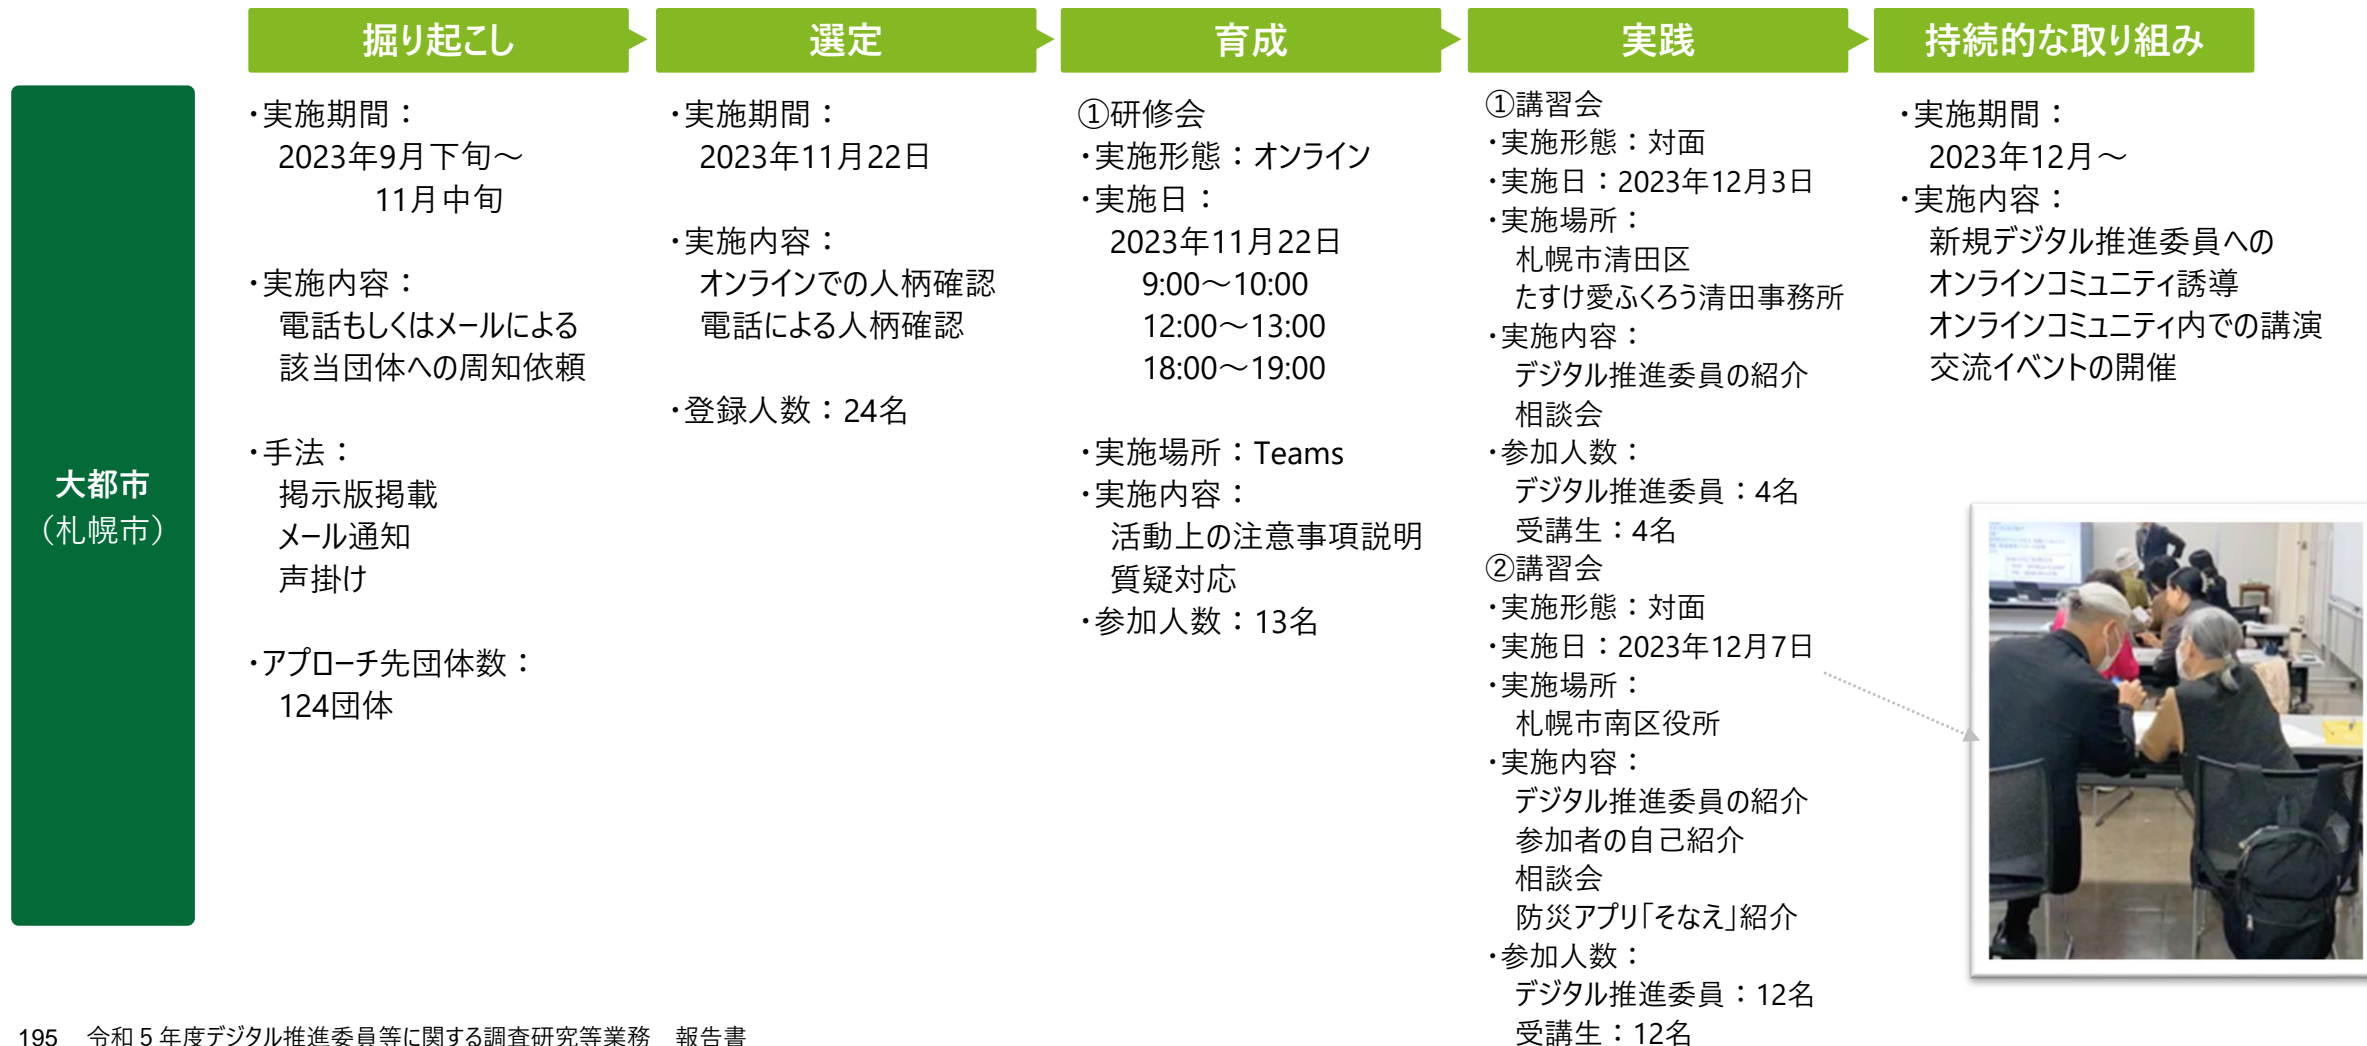 掘り起こし
選定
育成
実践
持続的な取り組み
大都市
（札幌市）
・実施期間：
2023年9月下旬～
11月中旬
・実施内容：
電話もしくはメールによる
該当団体への周知依頼
・手法：
掲示版掲載
メール通知
声掛け
・アプローチ先団体数：
124団体
・実施期間：
2023年11月22日
・実施内容：
オンラインでの人柄確認
電話による人柄確認
・登録人数：24名
①研修会
・実施形態：オンライン
・実施日：
2023年11月22日
9:00～10:00
12:00～13:00
18:00～19:00
・実施場所：Teams
・実施内容：
活動上の注意事項説明
質疑対応
・参加人数：13名
①講習会
・実施形態：対面
・実施日：2023年12月3日
・実施場所：
札幌市清田区
たすけ愛ふくろう清田事務所
・実施内容：
デジタル推進委員の紹介
相談会
・参加人数：
デジタル推進委員：4名
受講生：4名
②講習会
・実施形態：対面
・実施日：2023年12月7日
・実施場所：
札幌市南区役所
・実施内容：
デジタル推進委員の紹介
参加者の自己紹介
相談会
防災アプリ「そなえ」紹介
・参加人数：
デジタル推進委員：12名
受講生：12名
・実施期間：
2023年12月～
・実施内容：
新規デジタル推進委員への
オンラインコミュニティ誘導
オンラインコミュニティ内での講演
交流イベントの開催
195　令和５年度デジタル推進委員等に関する調査研究等業務　報告書